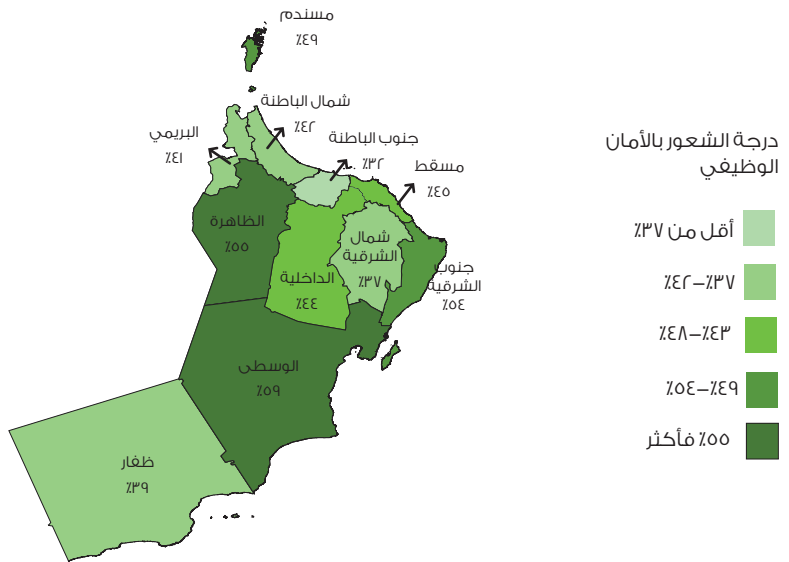 مسندم
٤٩٪
شمال الباطنة
٤٢٪
جنوب الباطنة
٣٢٪
البريمي
٤١٪
مسقط
٤٥٪
الظاهرة
٥٥٪
شمال
الشرقية
٣٧٪
جنوب
الشرقية
٥٤٪
الداخلية
٤٤٪
الوسطى
٥٩٪
ظفار
٣٩٪
درجة الشعور بالأمان
الوظيفي
أقل من ٣٧٪
٣٧٪–٤٢٪
٤٣٪–٤٨٪
٤٩٪–٥٤٪
٥٥٪ فأكثر